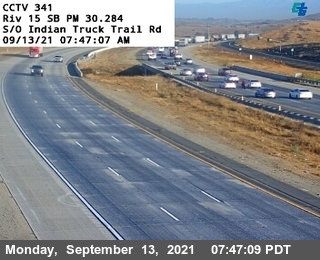 CCTV 341
Riv 15 SB PM 30.284
S/O Indian Truck Trail Rd
09/13/21 07:47:07 AM
Monday, September 13, 2021 07:47:09 PDT